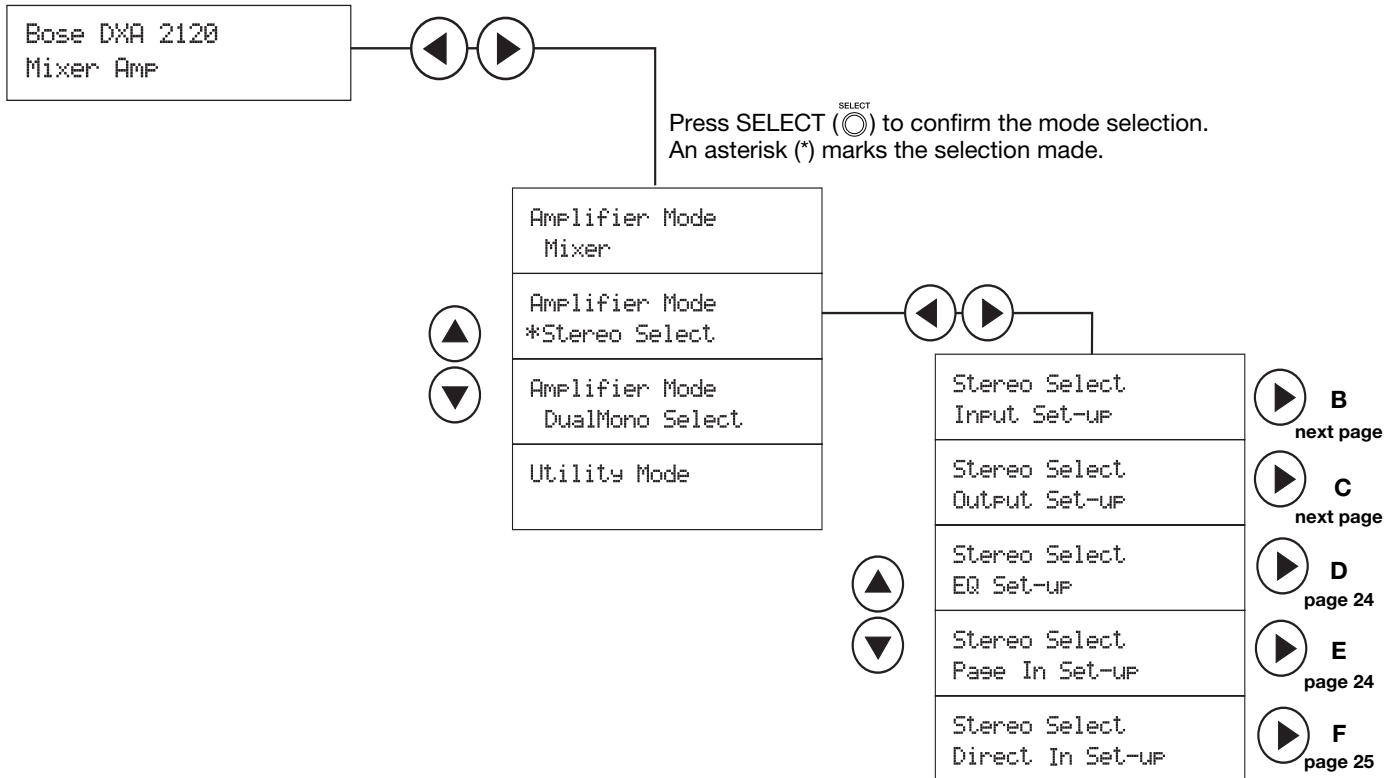 Bose DXA 2120
Mixer Amp
SELECT
Press SELECT ( ) to confirm the mode selection.
An asterisk (*) marks the selection made.
Amplifier Mode
Mixer
Amplifier Mode
*Stereo Select
Amplifier Mode
DualMono Select
Utility Mode
Stereo Select
Input Set-up
B
next page
Stereo Select
Output Set-up
C
next page
Stereo Select
EQ Set-up
D
page 24
Stereo Select
Page In Set-up
E
page 24
Stereo Select
Direct In Set-up
F
page 25